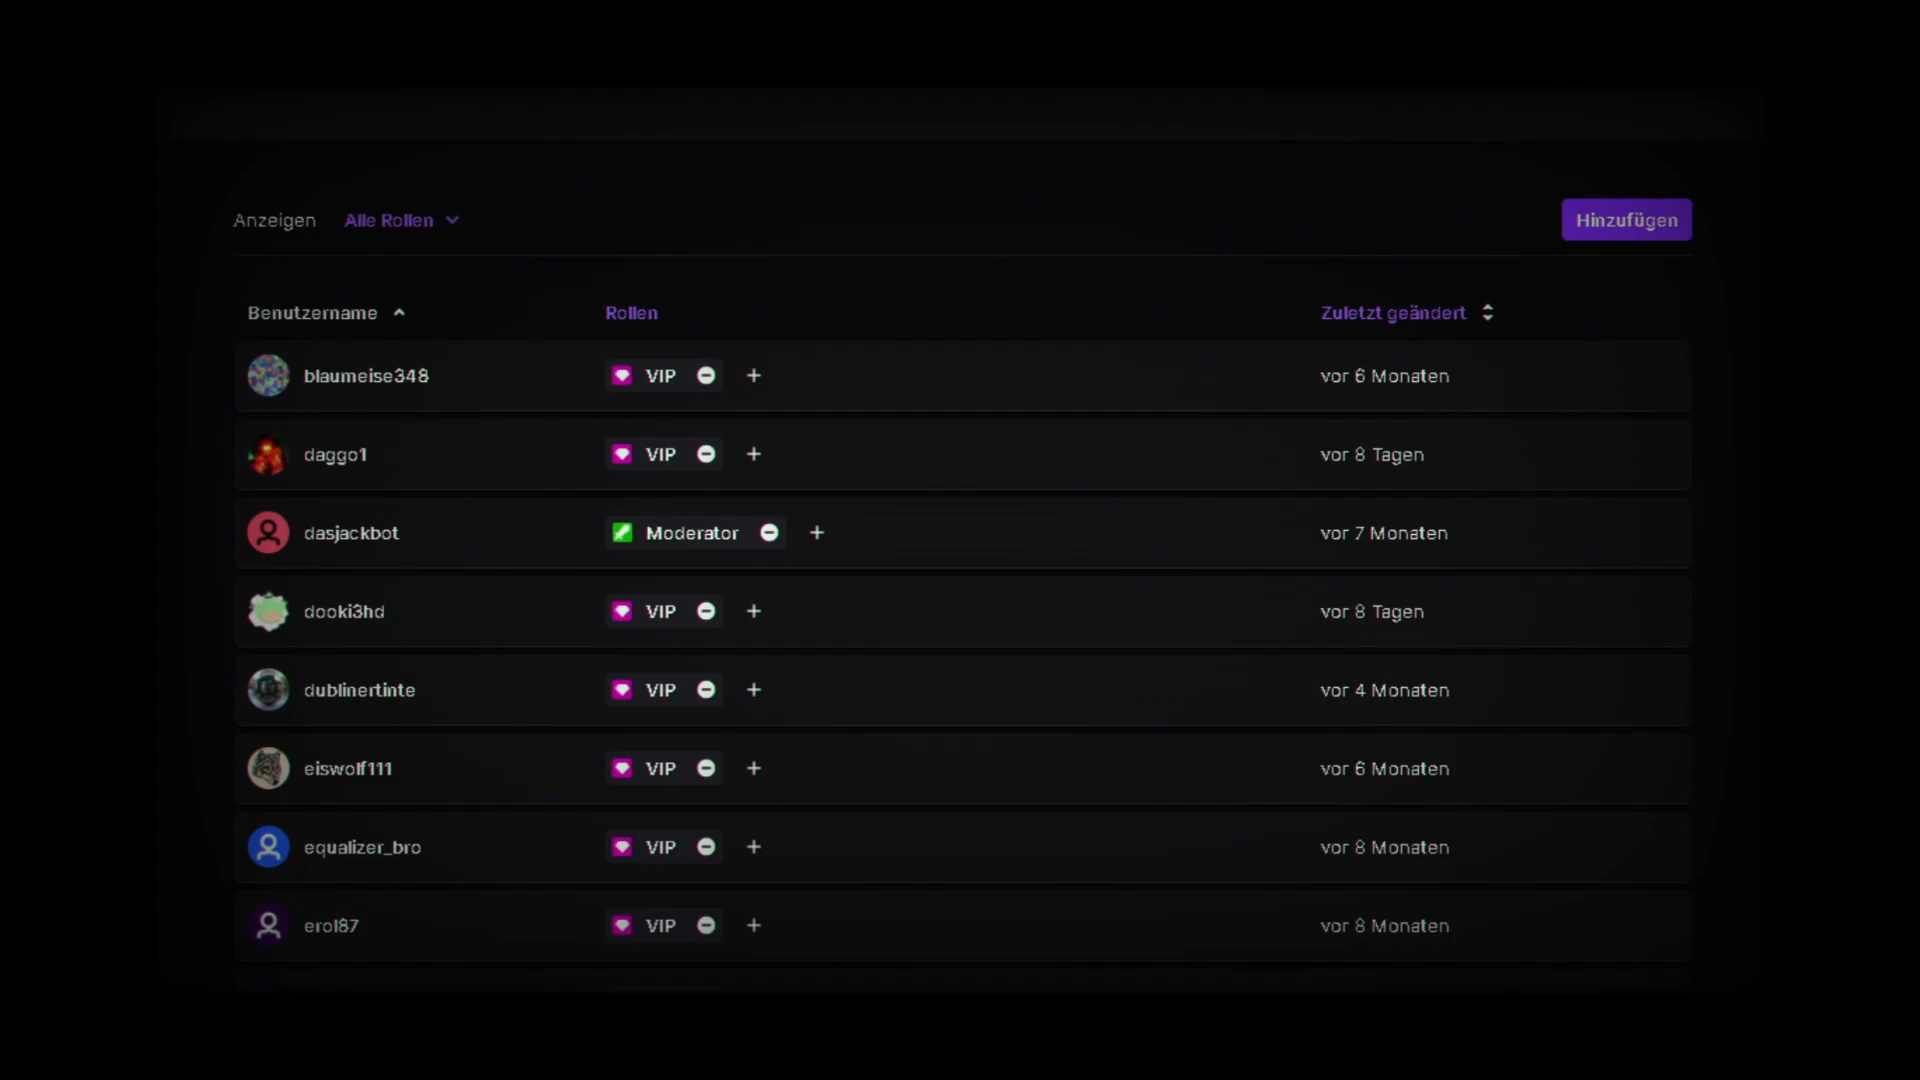 Anzeigen Alle Rollen Hinzufügen
Benutzername Rollen Zuletzt geändert
blaumeise348 VIP vor 6 Monaten
daggo1 VIP vor 8 Tagen
dasjackbot Moderator vor 7 Monaten
dooki3hd VIP vor 8 Tagen
dublinertinte VIP vor 4 Monaten
eiswolf111 VIP vor 6 Monaten
equalizer_bro VIP vor 8 Monaten
erol87 VIP vor 8 Monaten